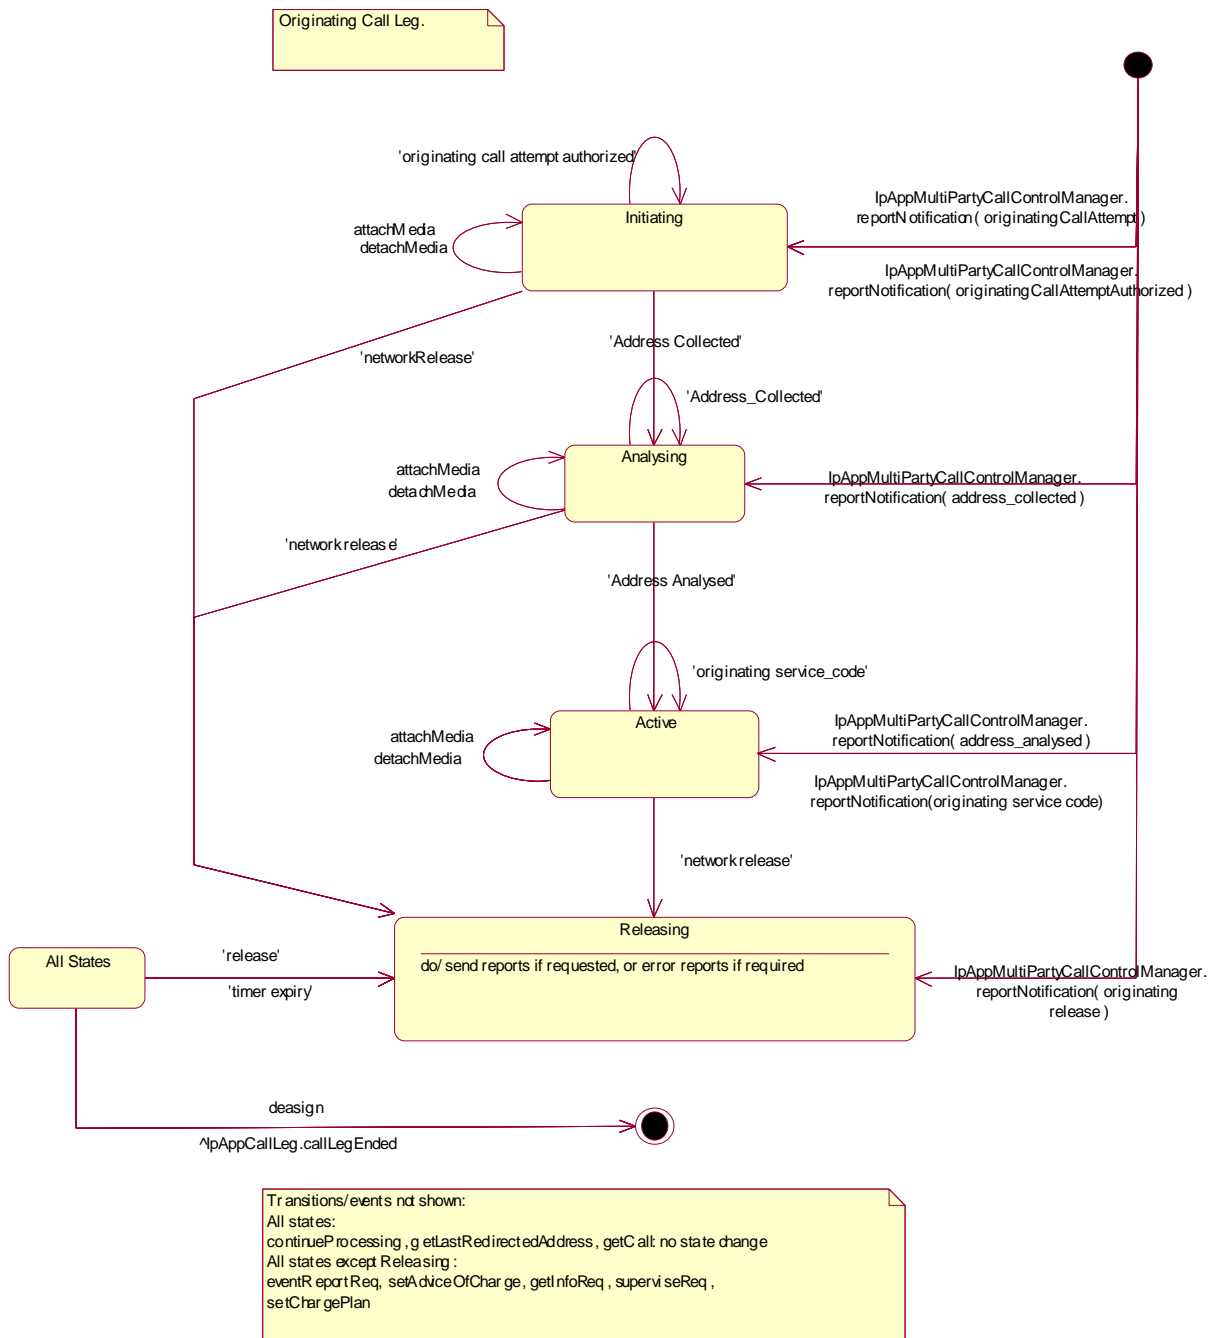 Originating Call Leg.
'originating call attempt authorized'
IpAppMultiPartyCallControlManager.
reportNotification( originatingCallAttempt )
Initiating
attachMedia
detachMedia
IpAppMultiPartyCallControlManager.
reportNotification( originatingCallAttemptAuthorized )
'Address Collected'
'networkRelease'
'Address_Collected'
Analysing
attachMedia
detachMedia
IpAppMultiPartyCallControlManager.
reportNotification( address_collected )
'network release'
'Address Analysed'
'originating service_code'
Active
attachMedia
detachMedia
IpAppMultiPartyCallControlManager.
reportNotification( address_analysed )
IpAppMultiPartyCallControlManager.
reportNotification(originating service code)
'network release'
Releasing
do/ send reports if requested, or error reports if required
All States
'release'
'timer expiry'
IpAppMultiPartyCallControlManager.
reportNotification( originating
release )
deasign
^IpAppCallLeg.callLegEnded
Transitions/events not shown:
All states:
continueProcessing, getLastRedirectedAddress, getCall: no state change
All states except Releasing :
eventReportReq, setAdviceOfCharge, getInfoReq, superviseReq,
setChargePlan